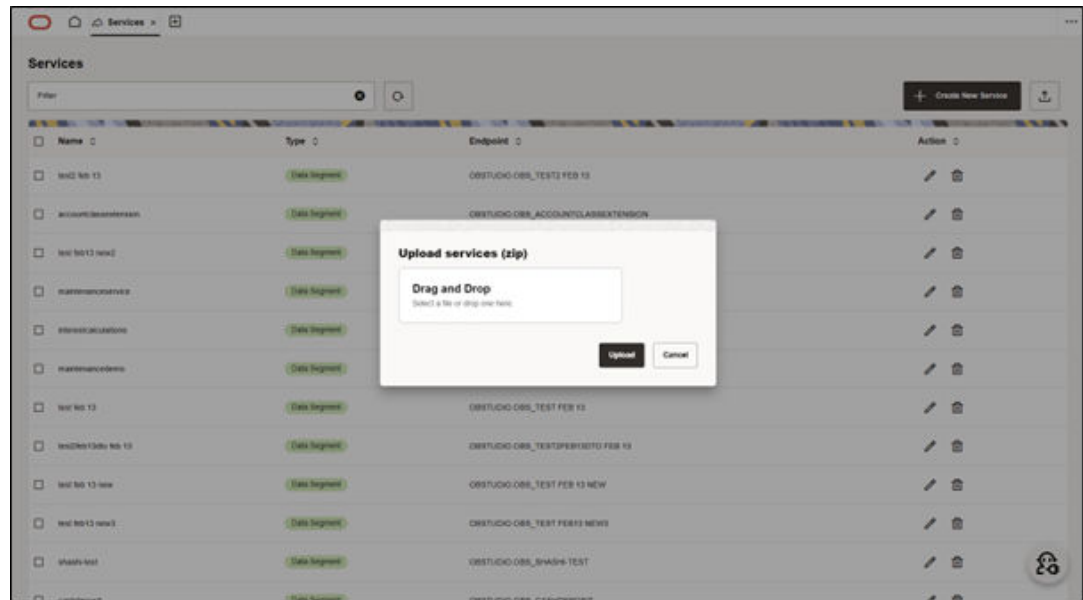 Services ×
Services
Filter
Create New Service
Name Type Endpoint Action
test2 feb 13 Data Segment OBSTUDIO.OBS_TEST2 FEB 13
accountclassextension Data Segment OBSTUDIO.OBS_ACCOUNTCLASSEXTENSION
test feb13 new2 Data Segment
Upload services (zip)
maintenanceservice Data Segment
Drag and Drop
Select a file or drop one here.
interestcalculations Data Segment
Upload Cancel
maintenancedemo Data Segment
test feb 13 Data Segment OBSTUDIO.OBS_TEST FEB 13
Data Segment
test feb 13 new Data Segment OBSTUDIO.OBS_TEST FEB 13 NEW
test feb13 new3 Data Segment OBSTUDIO.OBS_TEST FEB13 NEW3
shashi-test Data Segment OBSTUDIO.OBS_SHASHI-TEST